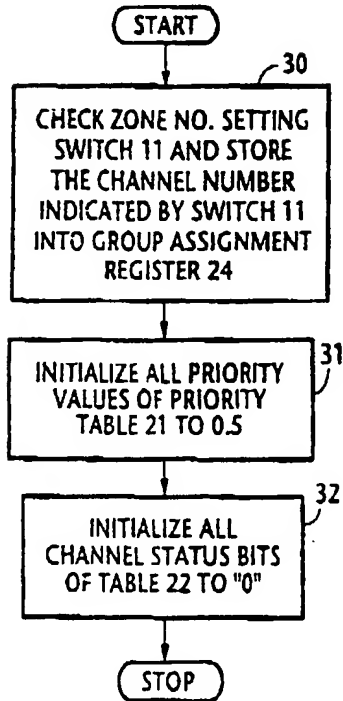 START
30
CHECK ZONE NO. SETTING
SWITCH 11 AND STORE
THE CHANNEL NUMBER
INDICATED BY SWITCH 11
INTO GROUP ASSIGNMENT
REGISTER 24
31
INITIALIZE ALL PRIORITY
VALUES OF PRIORITY
TABLE 21 TO 0.5
32
INITIALIZE ALL
CHANNEL STATUS BITS
OF TABLE 22 TO "0"
STOP